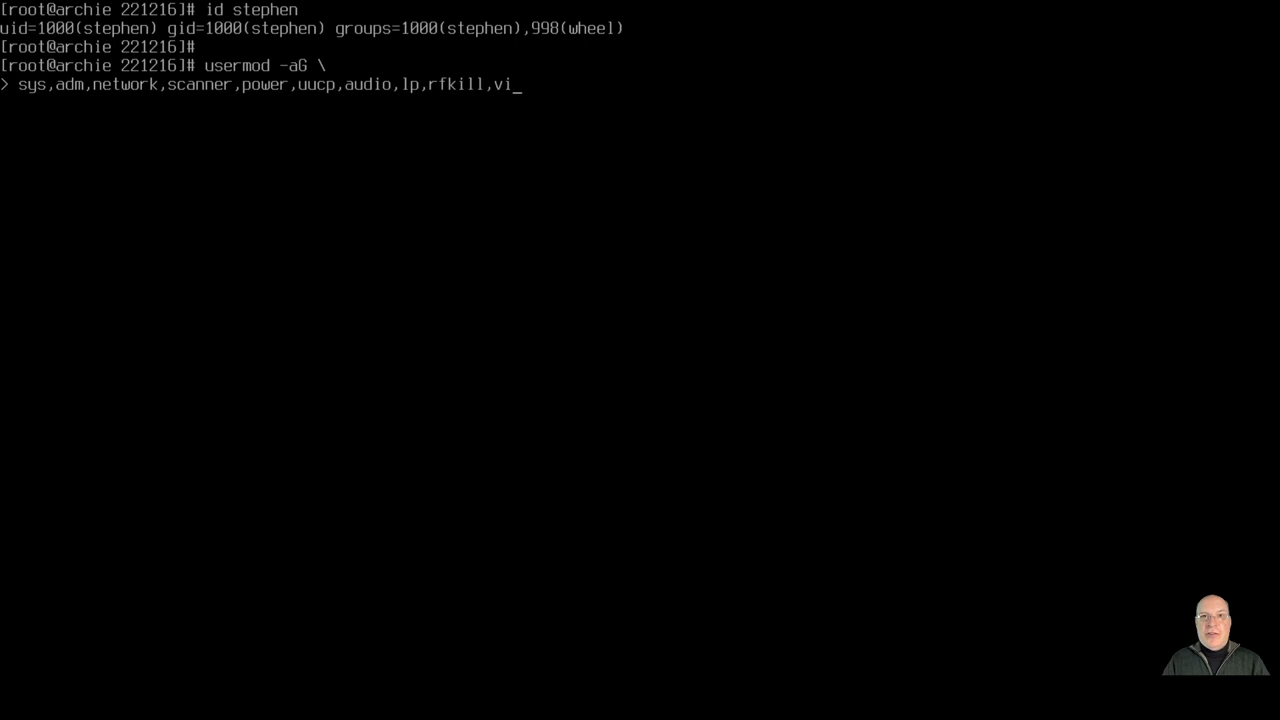 [root@archie 221216]# id stephen
uid=1000(stephen) gid=1000(stephen) groups=1000(stephen),998(wheel)
[root@archie 221216]#
[root@archie 221216]# usermod -aG \
> sys,adm,network,scanner,power,uucp,audio,lp,rfkill,vi_